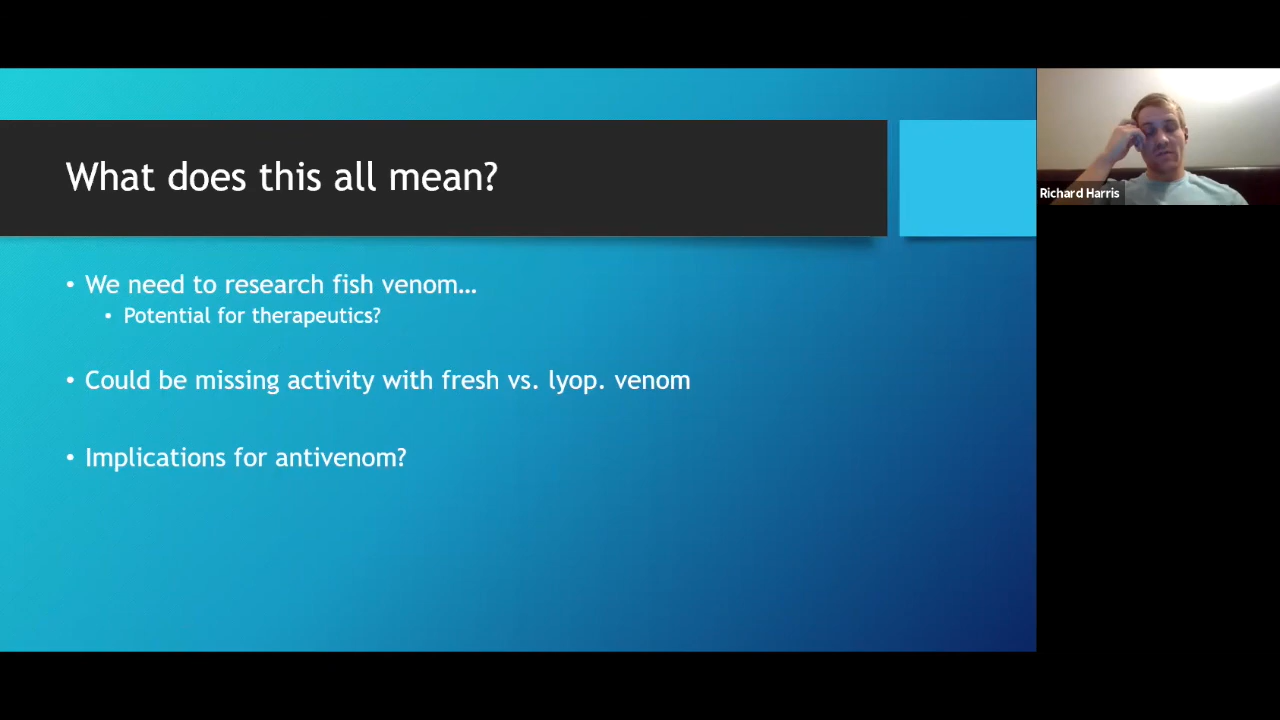 What does this all mean?
• We need to research fish venom...
• Potential for therapeutics?
• Could be missing activity with fresh vs. lyop. venom
• Implications for antivenom?
Richard Harris